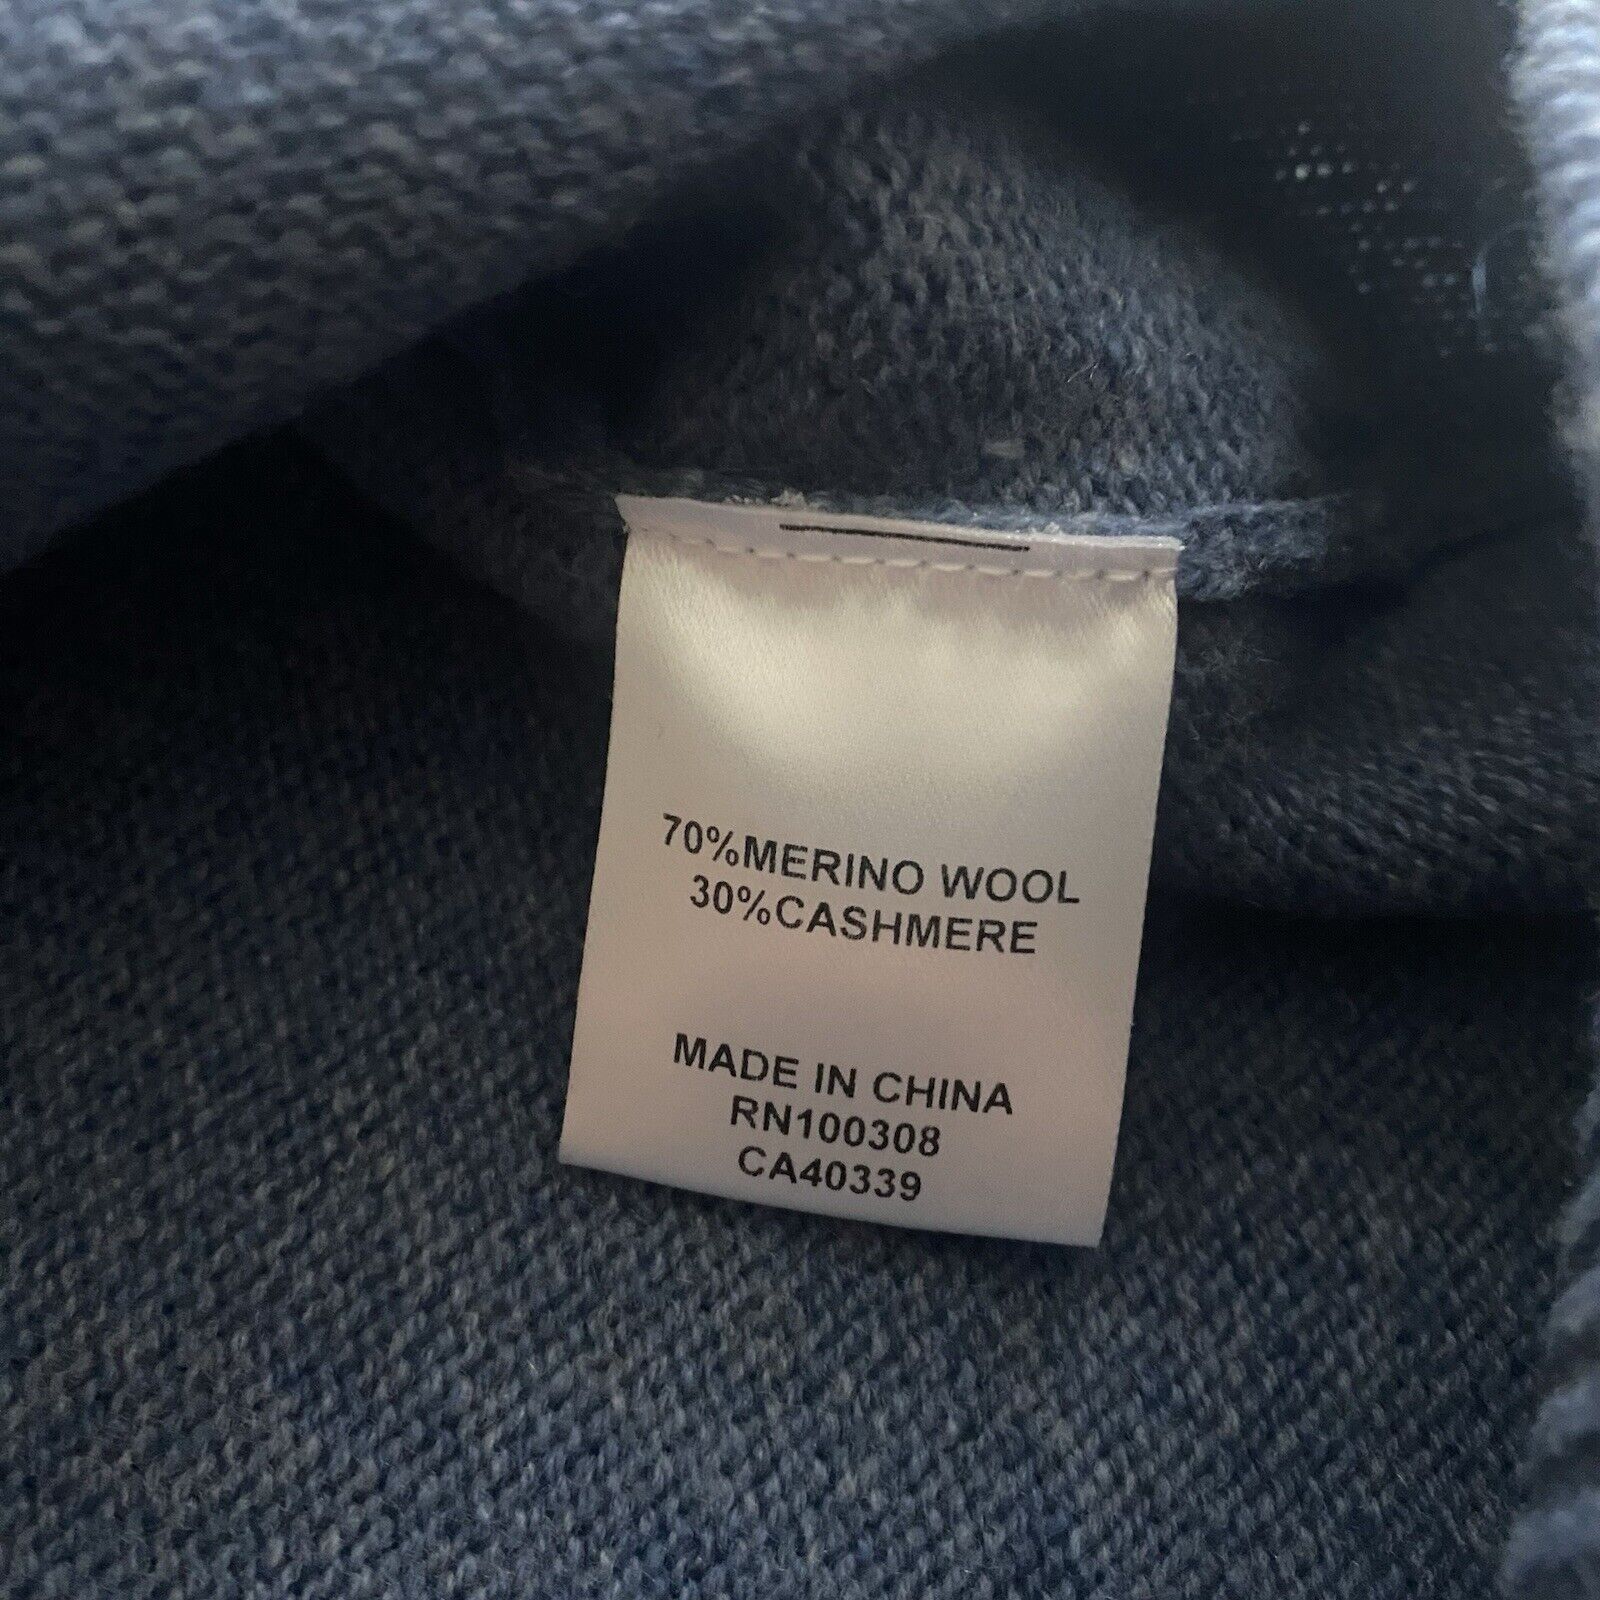 70%MERINO WOOL
30%CASHMERE
MADE IN CHINA
RN100308
CA40339